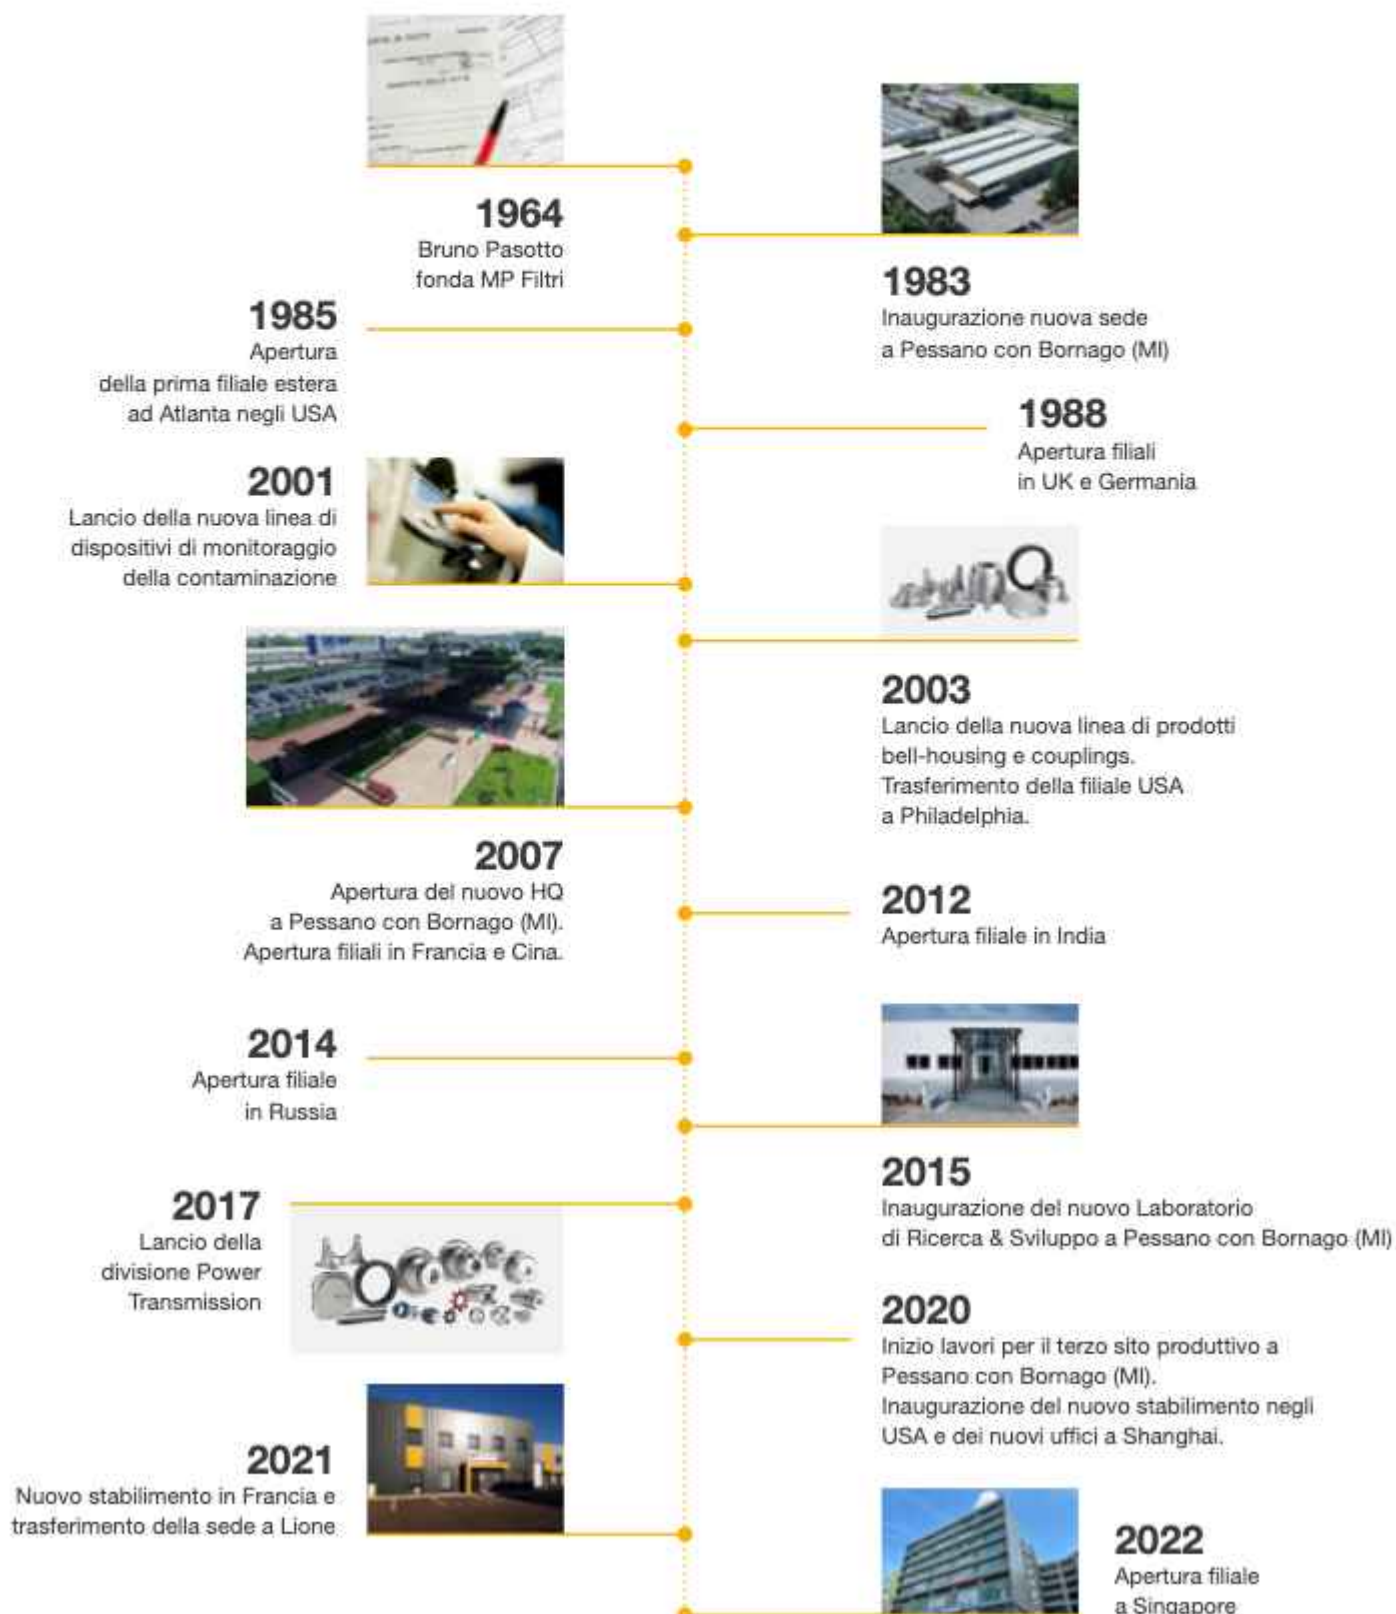 1964
Bruno Pasotto
fonda MP Filtri
1983
Inaugurazione nuova sede
a Pessano con Bornago (MI)
1985
Apertura
della prima filiale estera
ad Atlanta negli USA
1988
Apertura filiali
in UK e Germania
2001
Lancio della nuova linea di
dispositivi di monitoraggio
della contaminazione
2003
Lancio della nuova linea di prodotti
bell-housing e couplings.
Trasferimento della filiale USA
a Philadelphia.
2007
Apertura del nuovo HQ
a Pessano con Bornago (MI).
Apertura filiali in Francia e Cina.
2012
Apertura filiale in India
2014
Apertura filiale
in Russia
2015
Inaugurazione del nuovo Laboratorio
di Ricerca & Sviluppo a Pessano con Bornago (MI)
2017
Lancio della
divisione Power
Transmission
2020
Inizio lavori per il terzo sito produttivo a
Pessano con Bornago (MI).
Inaugurazione del nuovo stabilimento negli
USA e dei nuovi uffici a Shanghai.
2021
Nuovo stabilimento in Francia e
trasferimento della sede a Lione
2022
Apertura filiale
a Singapore